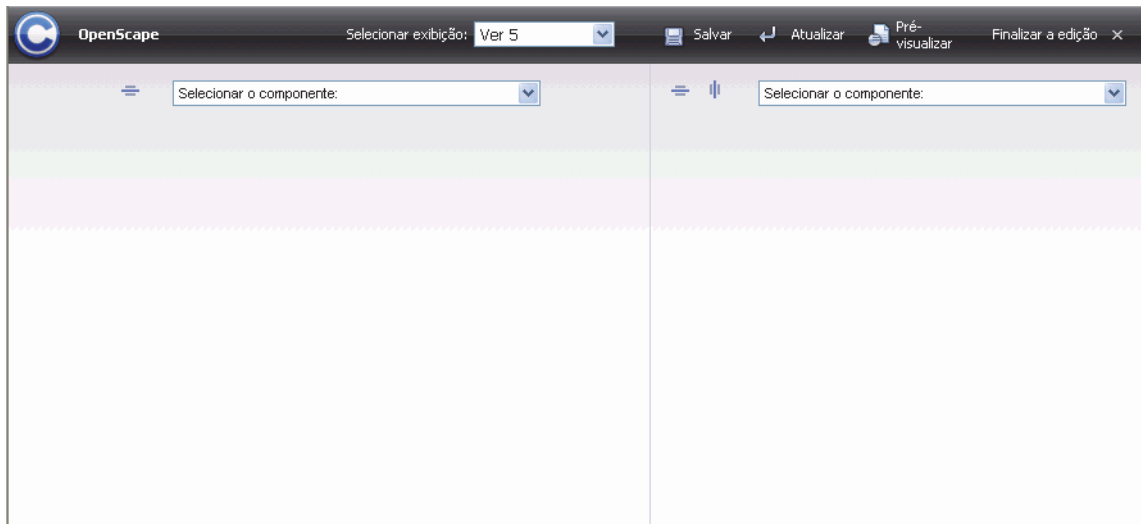 OpenScape
Selecionar exibição: Ver 5
Salvar
Atualizar
Pré-
visualizar
Finalizar a edição
Selecionar o componente:
Selecionar o componente: